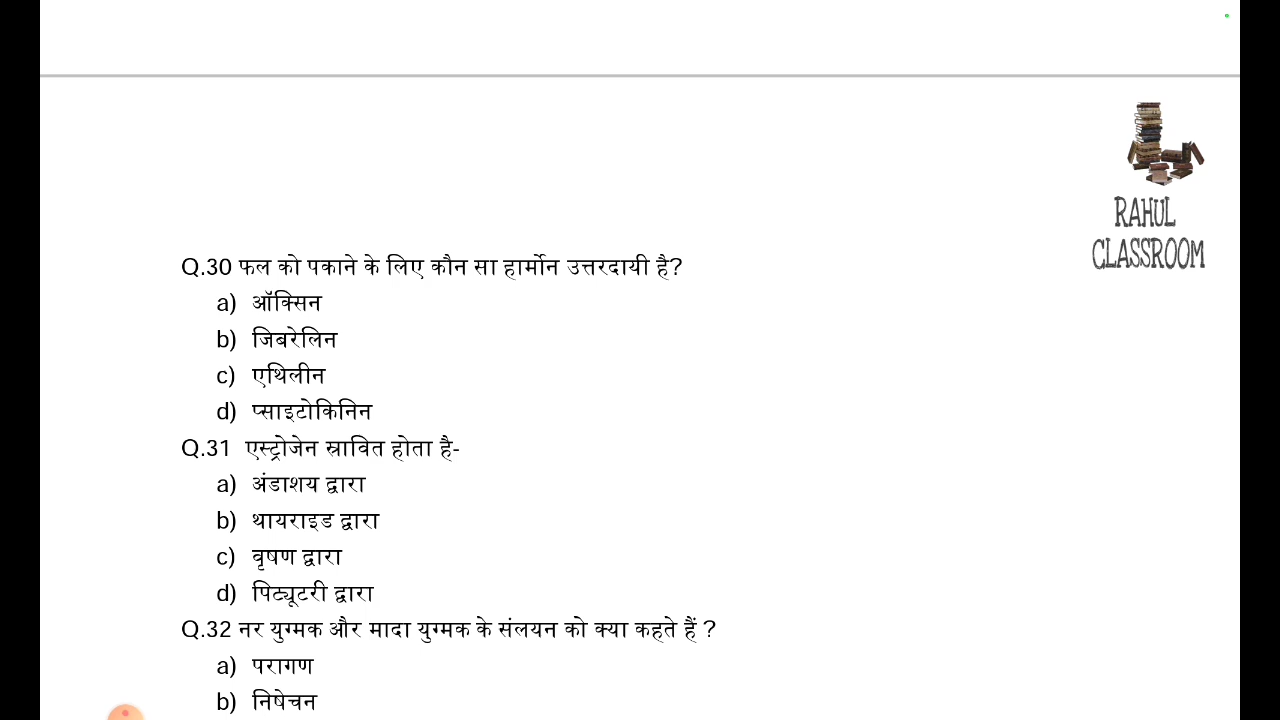 RAHUL
CLASSROOM
Q.30 फल को पकाने के लिए कौन सा हार्मोन उत्तरदायी है?
a) ऑक्सिन
b) जिबरेलिन
c) एथिलीन
d) प्साइटोकिनिन
Q.31 एस्ट्रोजेन स्रावित होता है-
a) अंडाशय द्वारा
b) थायराइड द्वारा
c) वृषण द्वारा
d) पिट्यूटरी द्वारा
Q.32 नर युग्मक और मादा युग्मक के संलयन को क्या कहते हैं ?
a) परागण
b) निषेचन